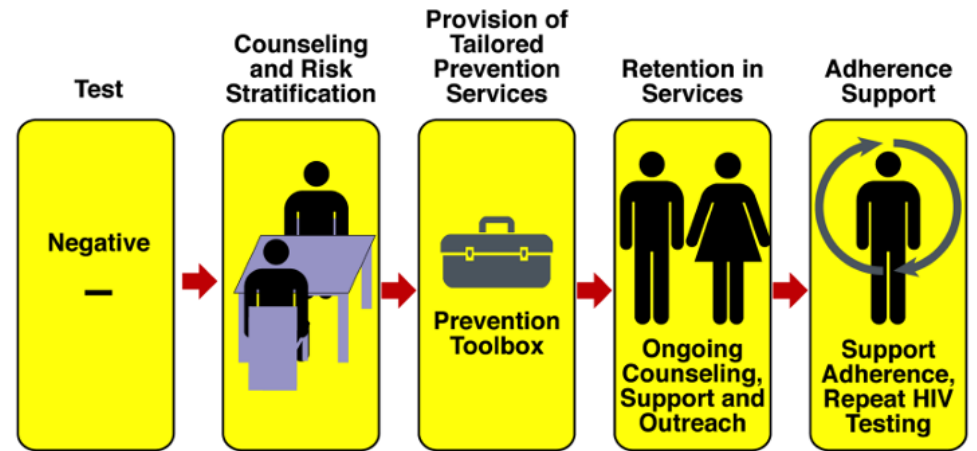 Test
Counseling
and Risk
Stratification
Provision of
Tailored
Prevention
Services
Retention in
Services
Adherence
Support
Negative
–
Prevention
Toolbox
Ongoing
Counseling,
Support and
Outreach
Support
Adherence,
Repeat HIV
Testing